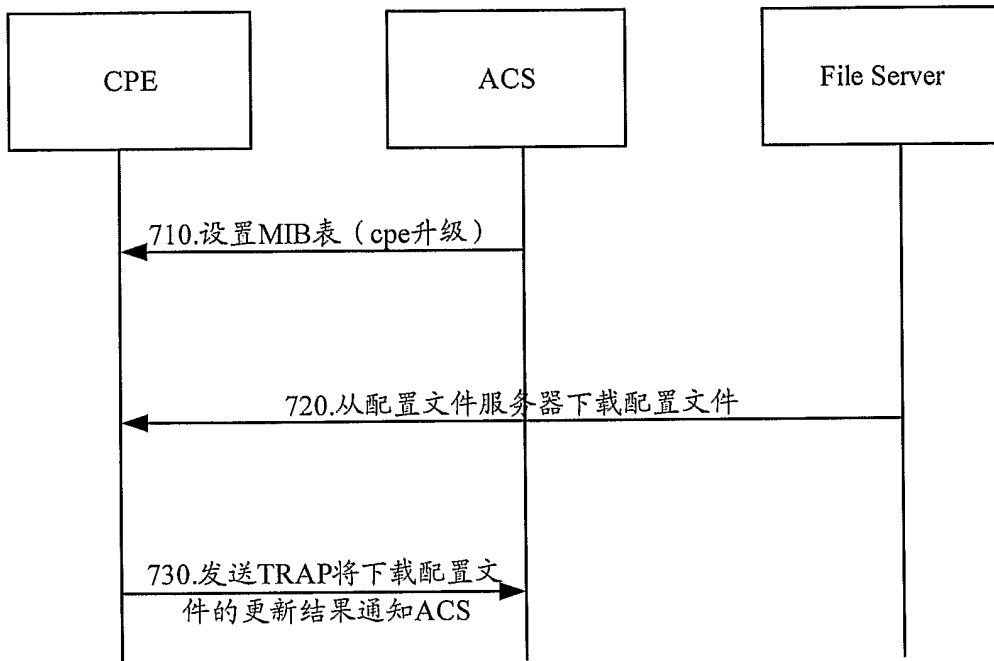 CPE
ACS
File Server
710.设置MIB表（cpe升级）
720.从配置文件服务器下载配置文件
730.发送TRAP将下载配置文
件的更新结果通知ACS